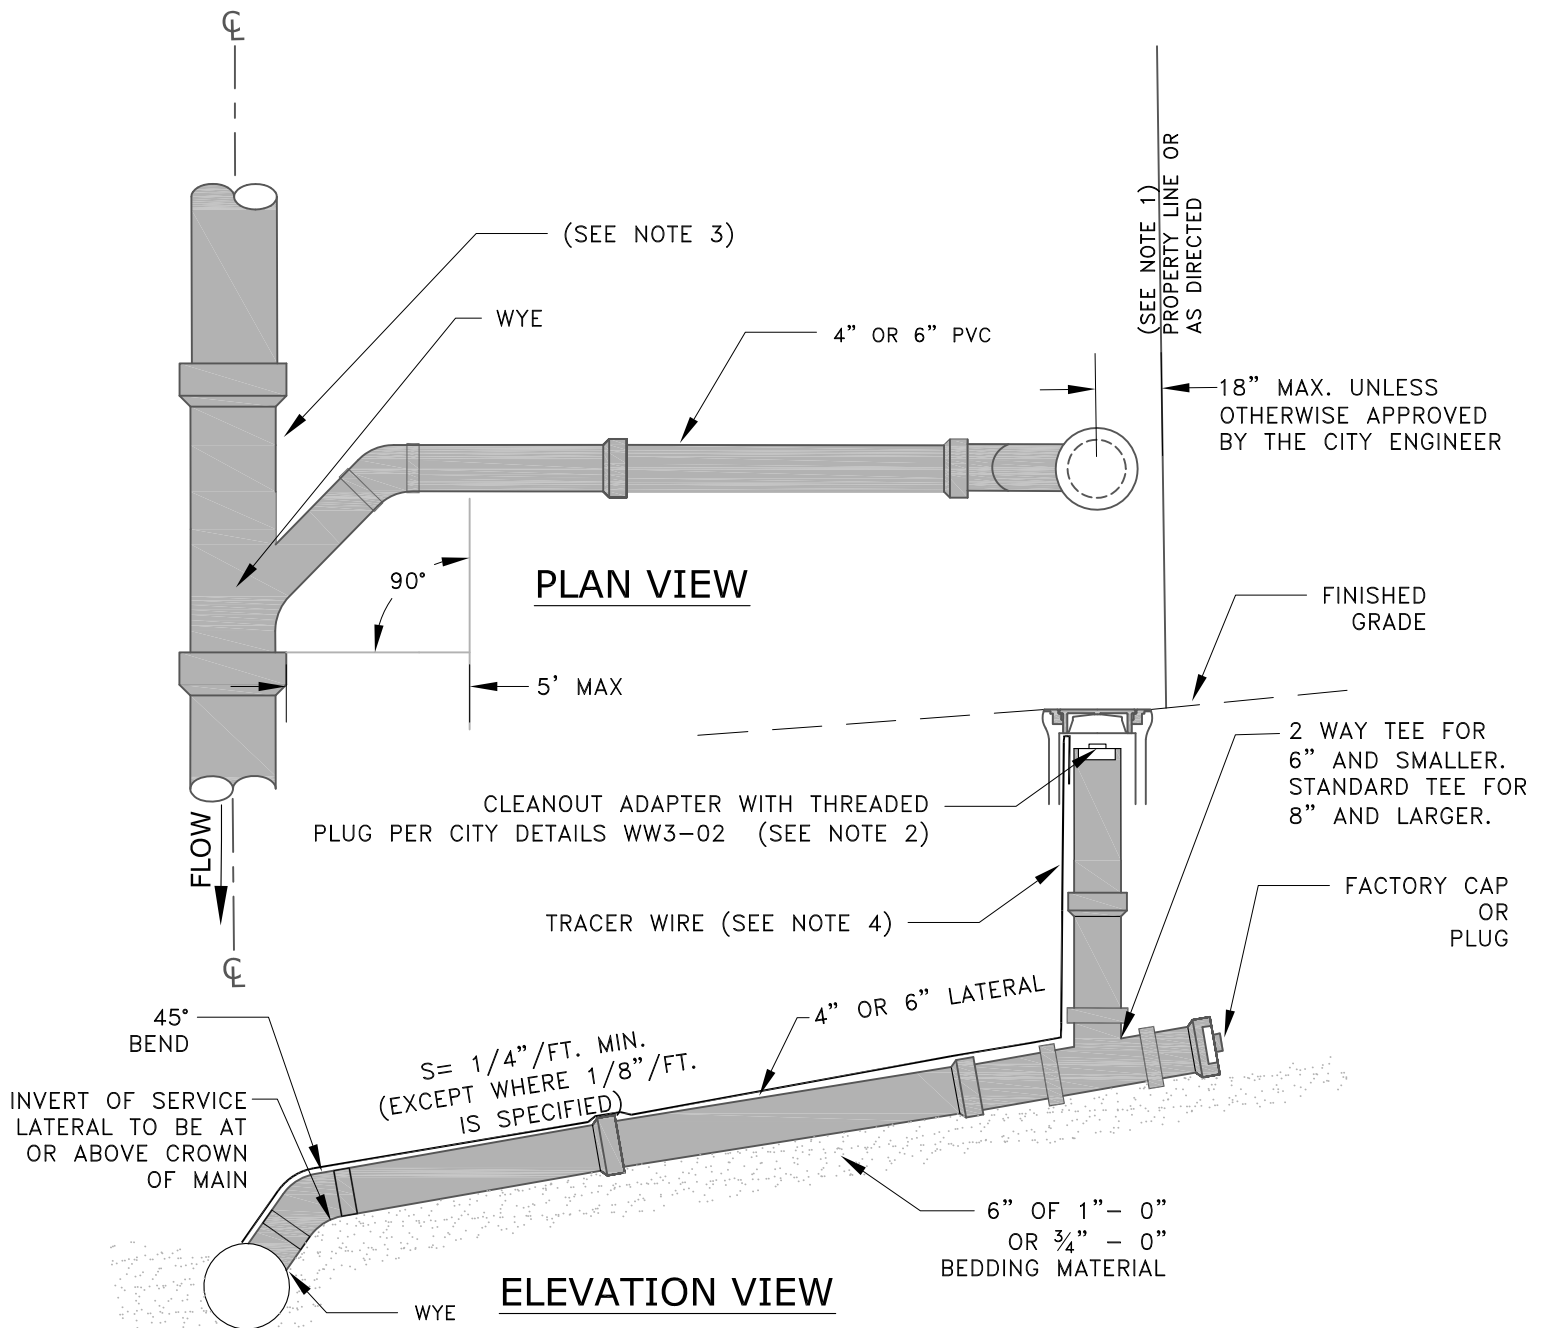 ℄
(SEE NOTE 3)
WYE
4” OR 6” PVC
(SEE NOTE 1)
PROPERTY LINE OR
AS DIRECTED
18” MAX. UNLESS
OTHERWISE APPROVED
BY THE CITY ENGINEER
90°
PLAN VIEW
5’ MAX
FINISHED
GRADE
2 WAY TEE FOR
6” AND SMALLER.
STANDARD TEE FOR
8” AND LARGER.
CLEANOUT ADAPTER WITH THREADED
PLUG PER CITY DETAILS WW3-02 (SEE NOTE 2)
FLOW
℄
FACTORY CAP
OR
PLUG
TRACER WIRE (SEE NOTE 4)
4” OR 6” LATERAL
45°
BEND
S= 1/4”/FT. MIN.
(EXCEPT WHERE 1/8”/FT.
IS SPECIFIED)
INVERT OF SERVICE
LATERAL TO BE AT
OR ABOVE CROWN
OF MAIN
6” OF 1”- 0”
OR ¾” - 0”
BEDDING MATERIAL
WYE
ELEVATION VIEW